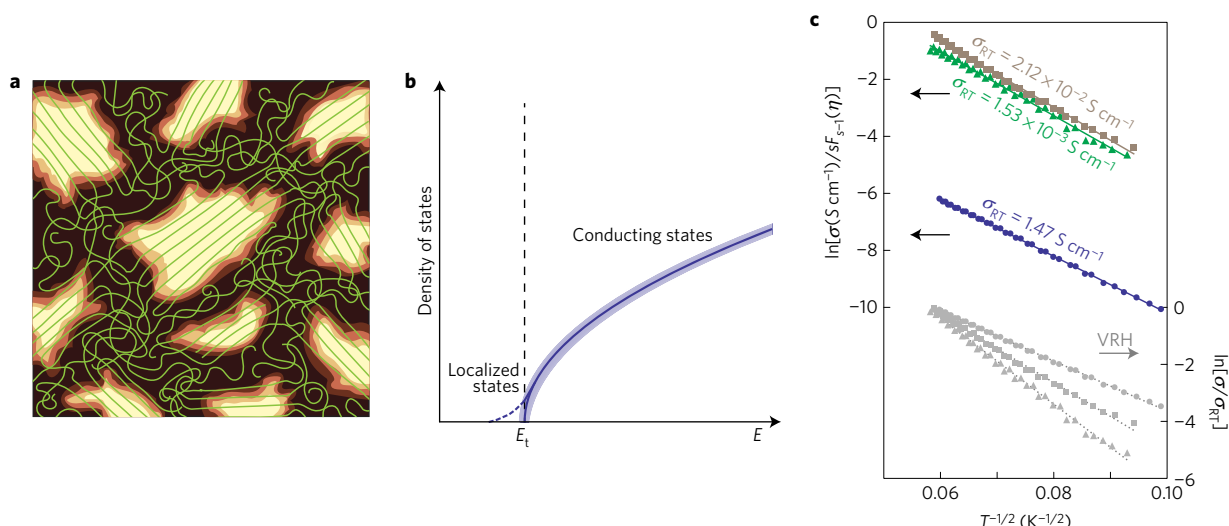 a
b
Density of states
Localized
states
Conducting states
E_t
E
c
ln[σ(S cm⁻¹)/sF_{s−1}(η)]
0
−2
−4
−6
−8
−10
σ_RT = 2.12 × 10⁻² S cm⁻¹
σ_RT = 1.53 × 10⁻³ S cm⁻¹
σ_RT = 1.47 S cm⁻¹
VRH
0
−2
−4
−6
ln[σ/σ_RT]
0.06
0.08
0.10
T^{−1/2} (K^{−1/2})